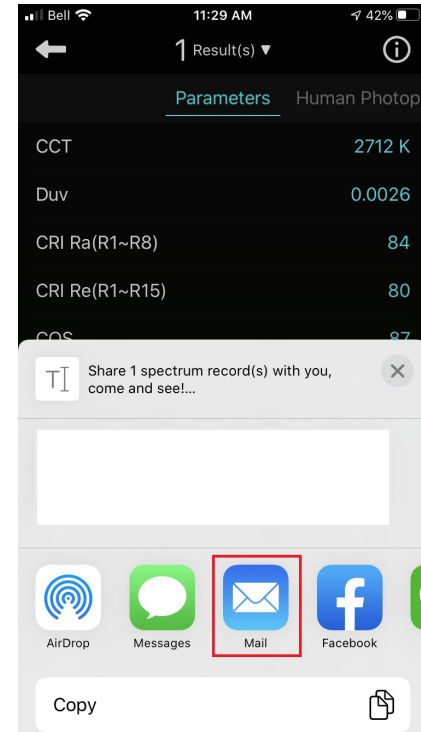 Bell 11:29 AM 42%
1 Result(s) ▼
Parameters Human Photop
CCT 2712 K
Duv 0.0026
CRI Ra(R1~R8) 84
CRI Re(R1~R15) 80
CQS 87
Share 1 spectrum record(s) with you,
come and see!...
AirDrop Messages Mail Facebook
Copy